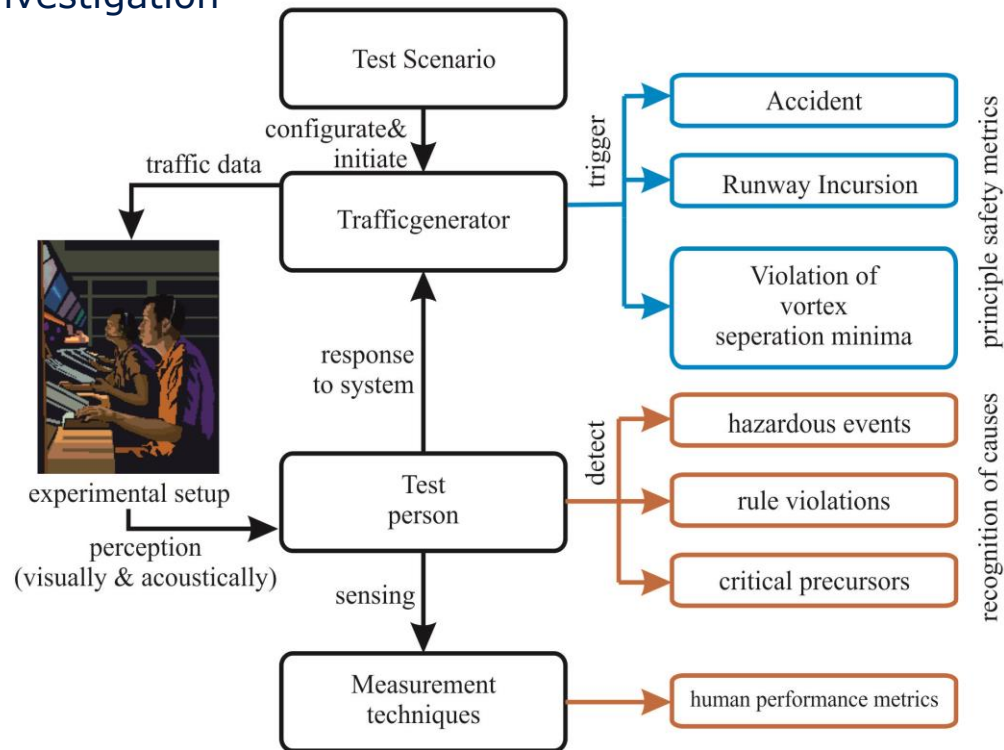 nvestigation
Test Scenario
configurate&
initiate
traffic data
Trafficgenerator
trigger
Accident
Runway Incursion
Violation of
vortex
seperation minima
principle safety metrics
response
to system
experimental setup
perception
(visually & acoustically)
Test
person
detect
hazardous events
rule violations
critical precursors
recognition of causes
sensing
Measurement
techniques
human performance metrics